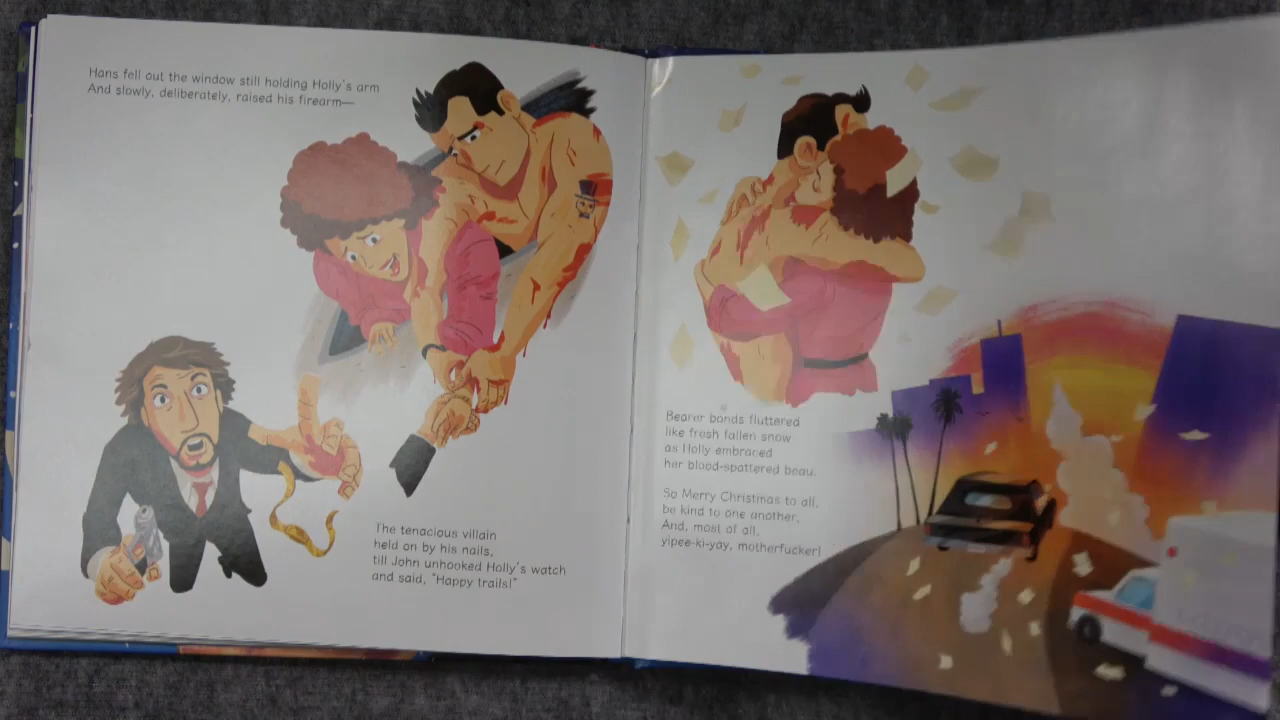 Hans fell out the window still holding Holly's arm
And slowly, deliberately, raised his firearm—
The tenacious villain
held on by his nails,
till John unhooked Holly's watch
and said, "Happy trails!"
Bearer bonds fluttered
like fresh fallen snow
as Holly embraced
her blood-spattered beau.
So Merry Christmas to all,
be kind to one another,
And, most of all,
yipee-ki-yay, motherfucker!